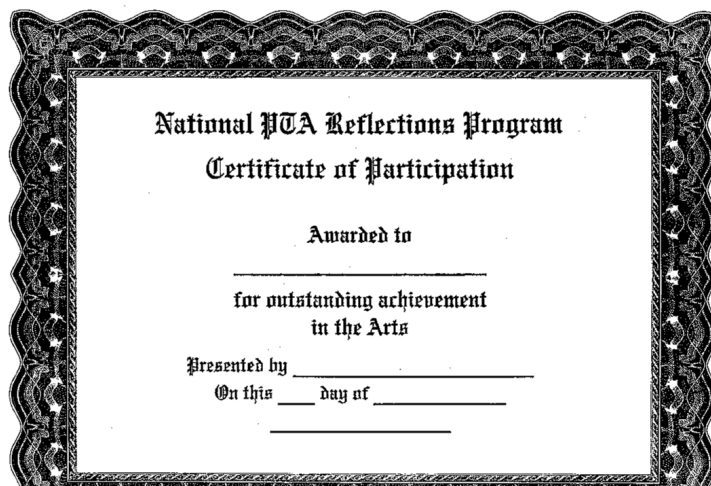 National PTA Reflections Program
Certificate of Participation
Awarded to
for outstanding achievement
in the Arts
Presented by
On this ____ day of